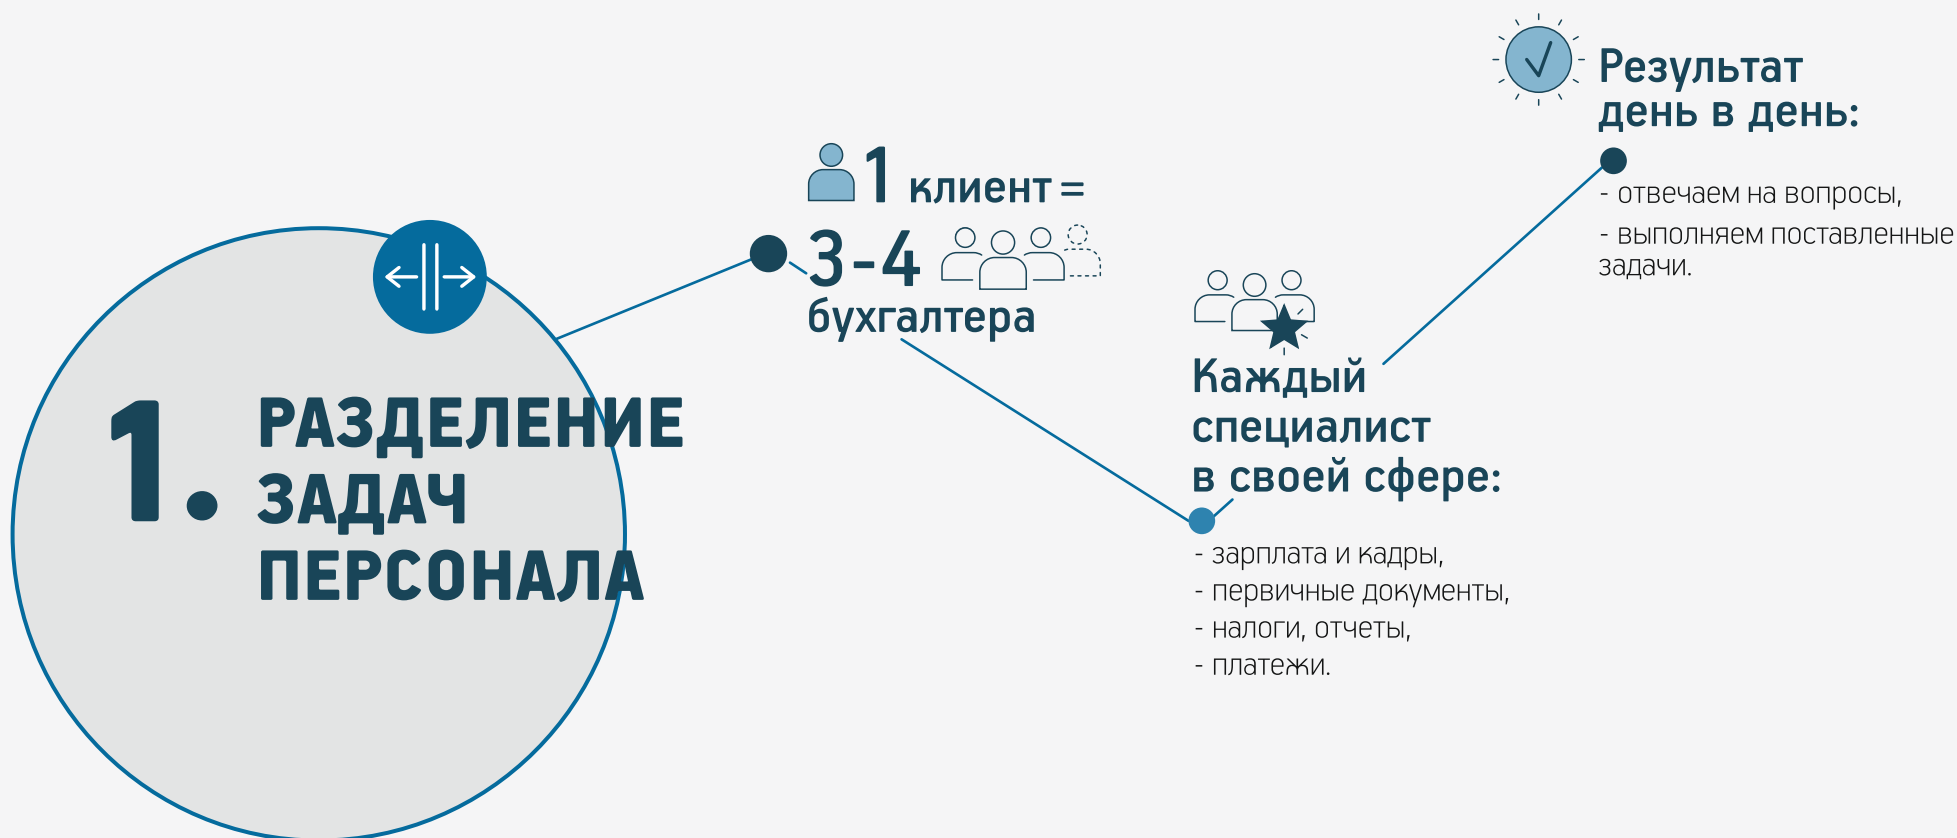 1. РАЗДЕЛЕНИЕ
ЗАДАЧ
ПЕРСОНАЛА
1 клиент =
3-4
бухгалтера
Каждый
специалист
в своей сфере:
- зарплата и кадры,
- первичные документы,
- налоги, отчеты,
- платежи.
Результат
день в день:
- отвечаем на вопросы,
- выполняем поставленные
задачи.